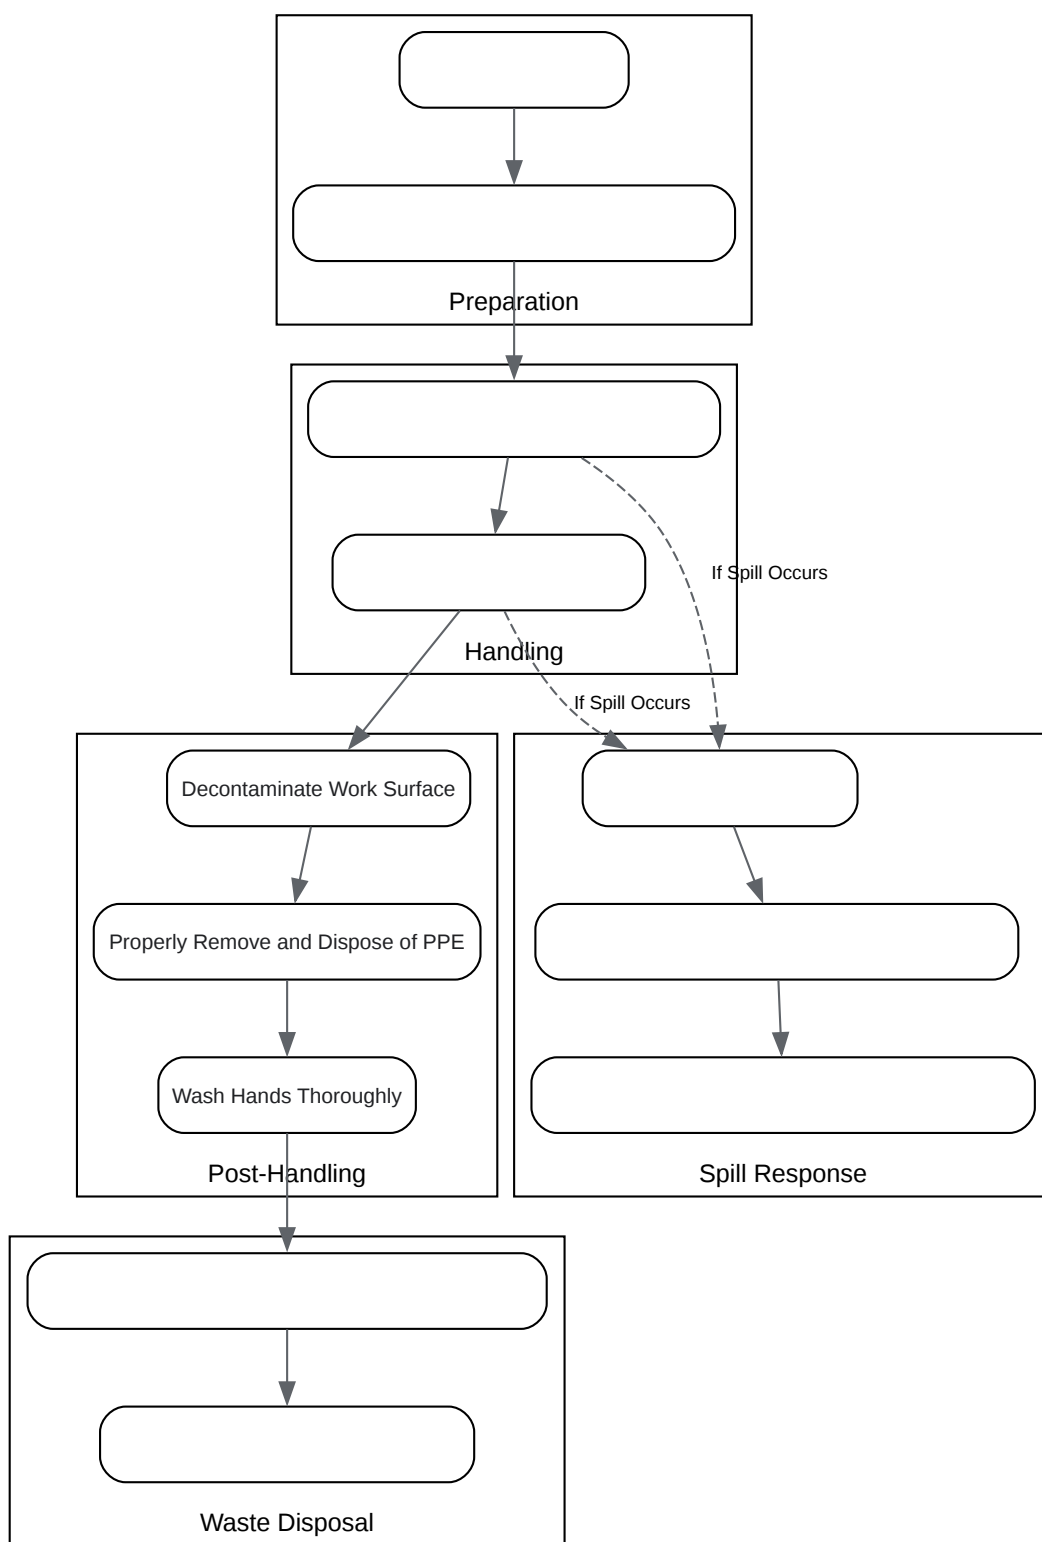 Preparation
If Spill Occurs
Handling
If Spill Occurs
Decontaminate Work Surface
Properly Remove and Dispose of PPE
Wash Hands Thoroughly
Post-Handling
Spill Response
Waste Disposal